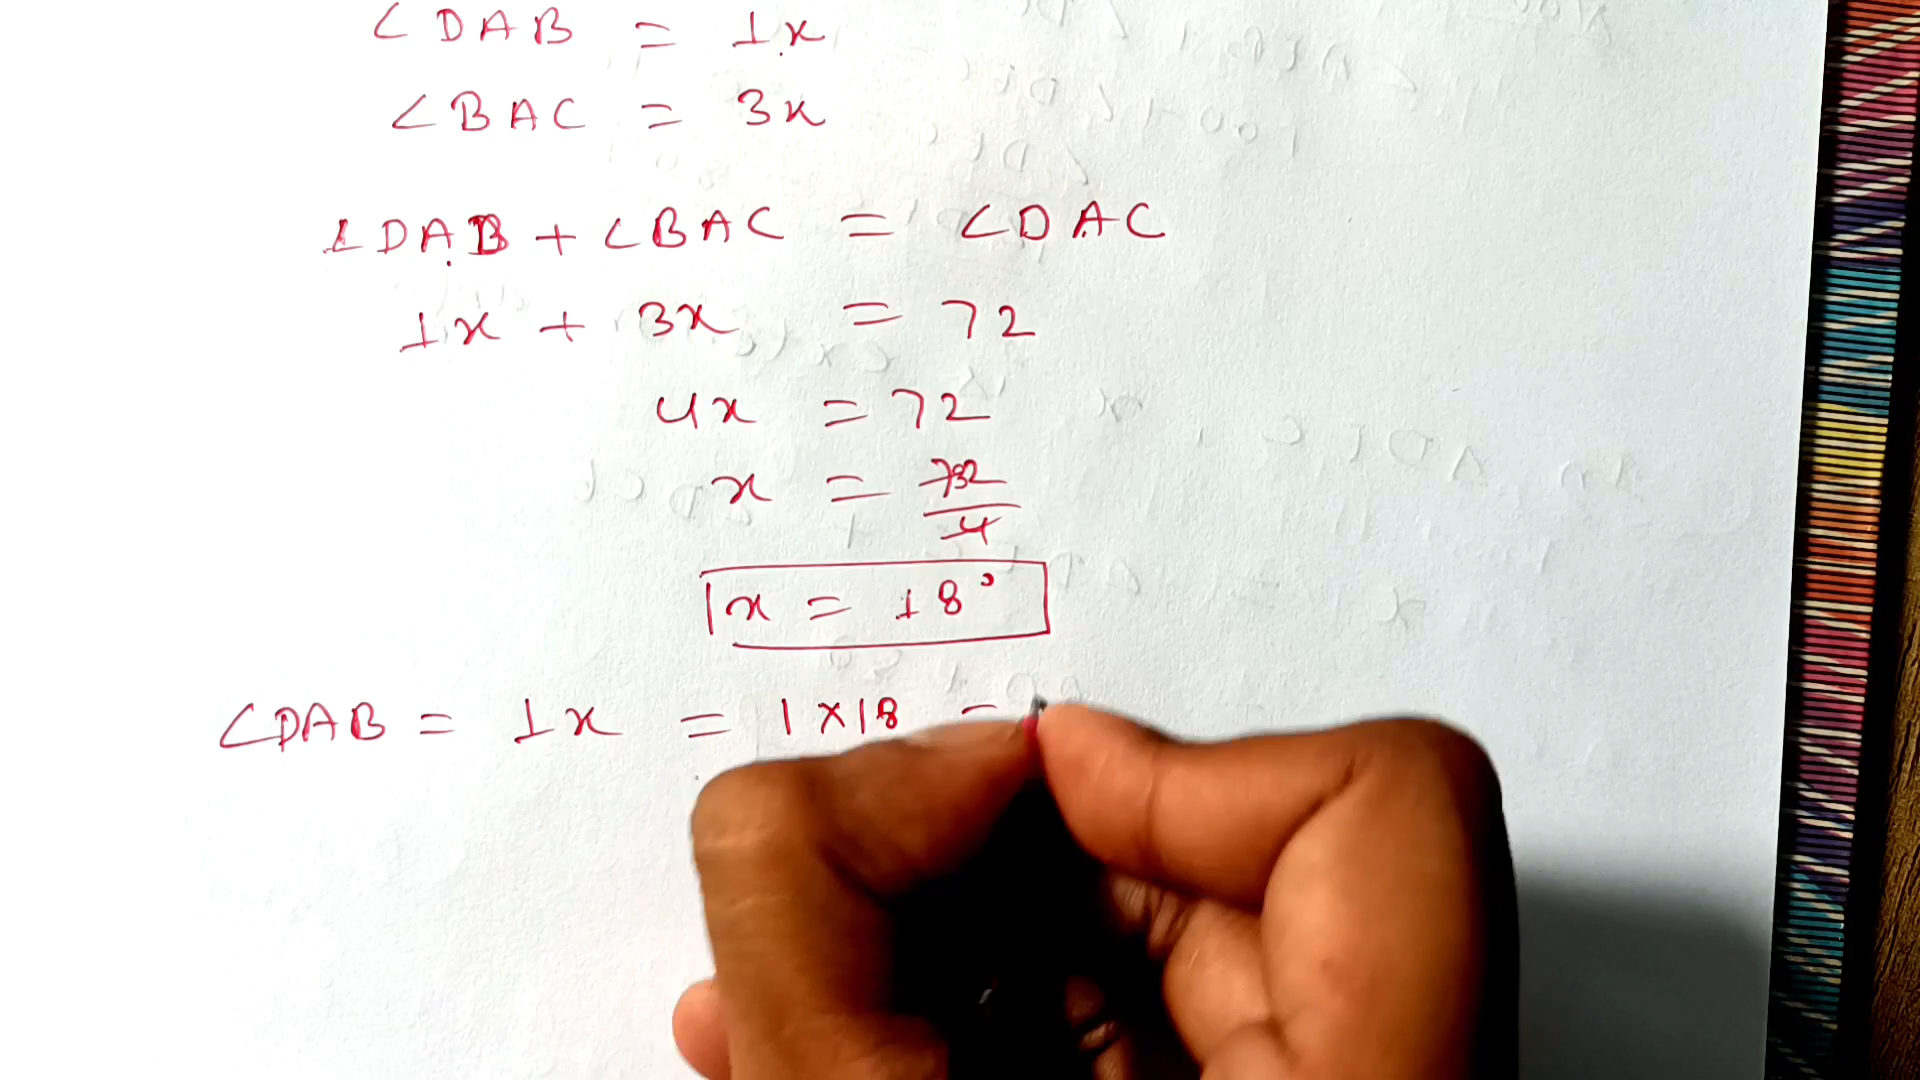 ∠DAB = 1x
∠BAC = 3x
∠DAB + ∠BAC = ∠DAC
1x + 3x = 72
4x = 72
x = 72/4
x = 18°
∠DAB = 1x = 1×18 =